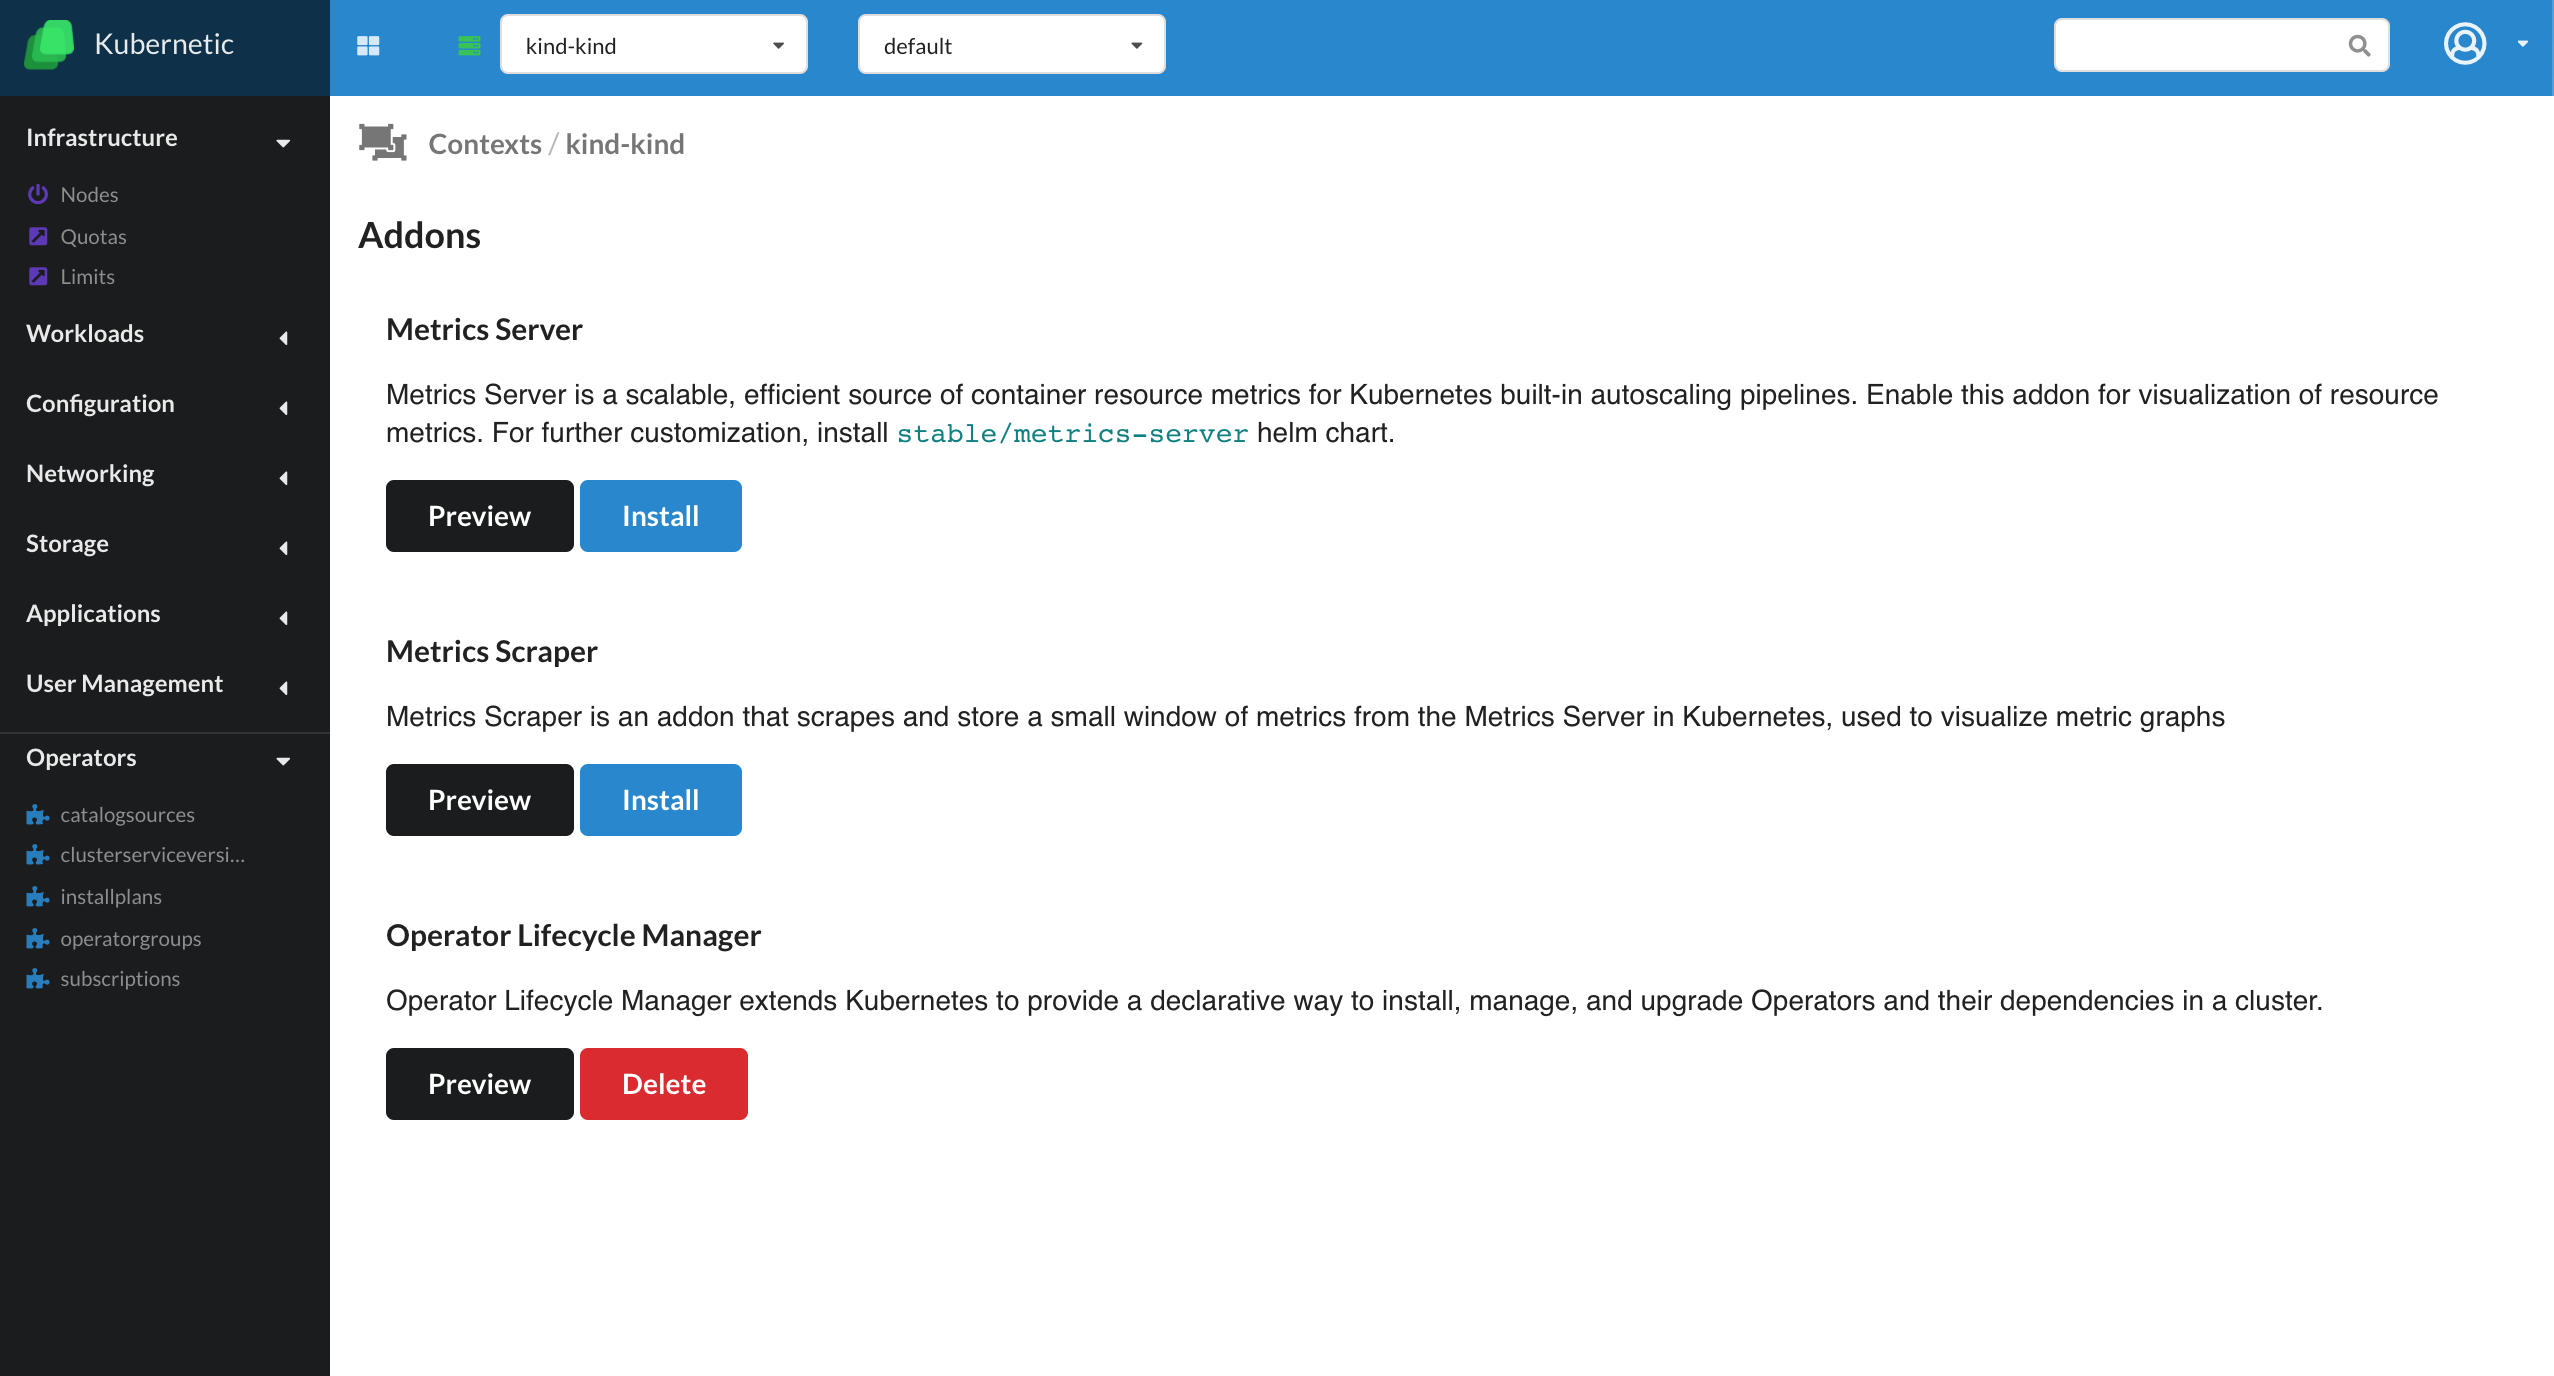 Kubernetic
kind-kind
default
Infrastructure
Nodes
Quotas
Limits
Workloads
Configuration
Networking
Storage
Applications
User Management
Operators
catalogsources
clusterserviceversi...
installplans
operatorgroups
subscriptions
Contexts / kind-kind
Addons
Metrics Server
Metrics Server is a scalable, efficient source of container resource metrics for Kubernetes built-in autoscaling pipelines. Enable this addon for visualization of resource
metrics. For further customization, install stable/metrics-server helm chart.
Preview Install
Metrics Scraper
Metrics Scraper is an addon that scrapes and store a small window of metrics from the Metrics Server in Kubernetes, used to visualize metric graphs
Preview Install
Operator Lifecycle Manager
Operator Lifecycle Manager extends Kubernetes to provide a declarative way to install, manage, and upgrade Operators and their dependencies in a cluster.
Preview Delete